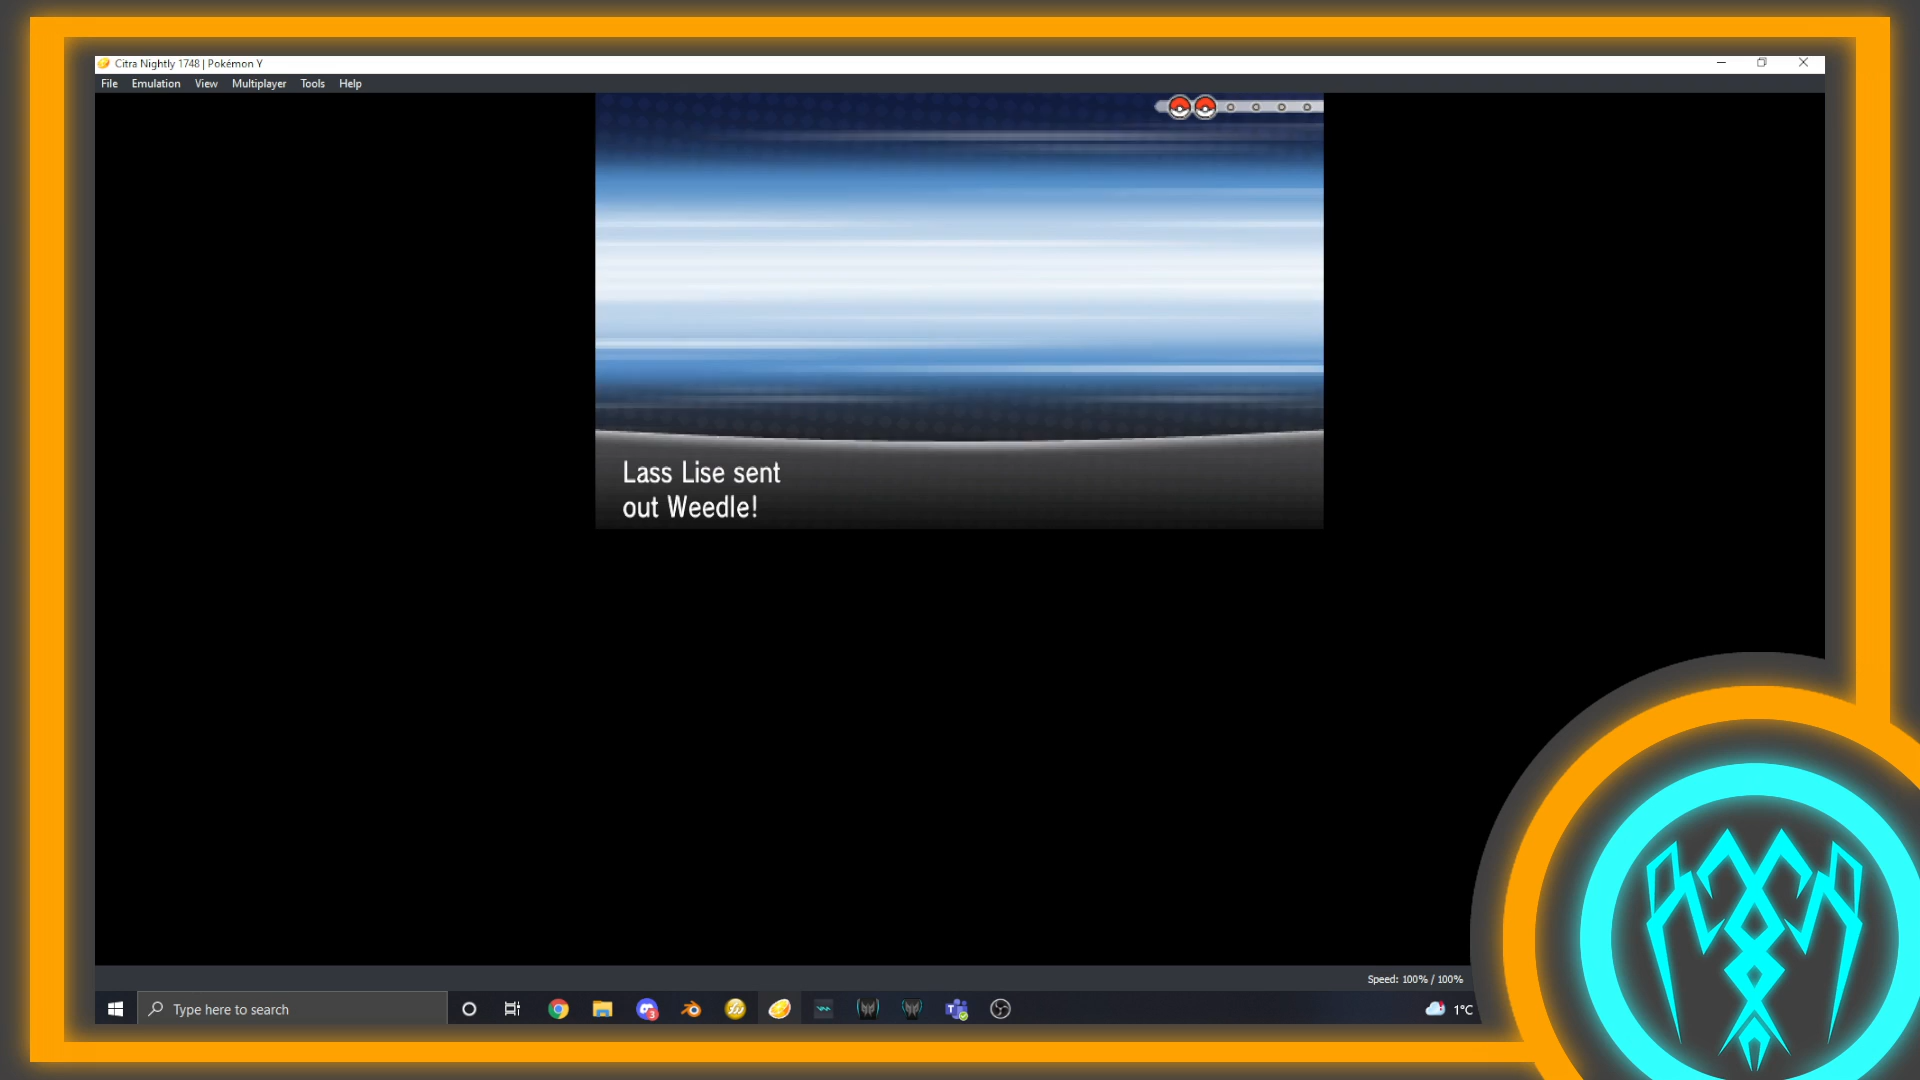 Citra Nightly 1748 | Pokémon Y
File Emulation View Multiplayer Tools Help
Lass Lise sent
out Weedle!
Speed: 100% / 100%
Type here to search
3
T
1°C